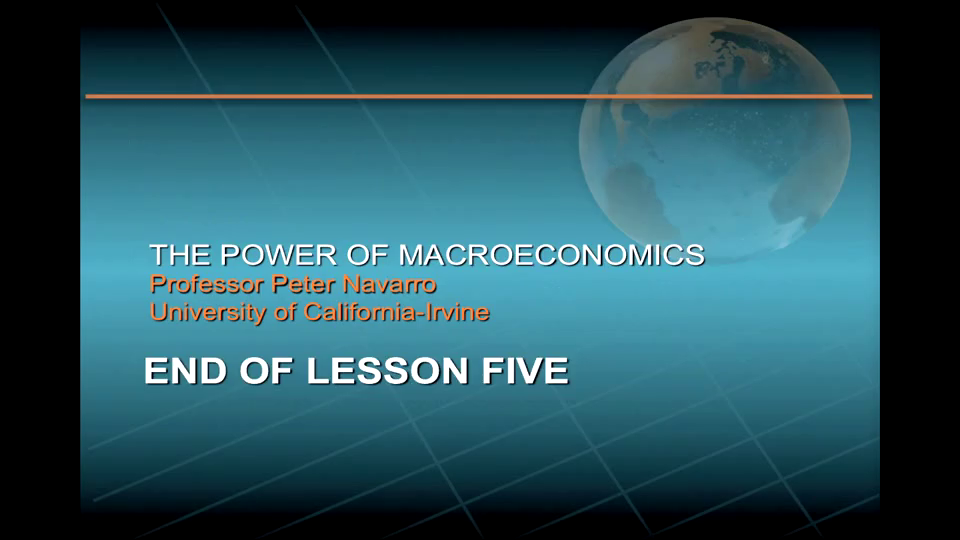 THE POWER OF MACROECONOMICS
Professor Peter Navarro
University of California-Irvine
END OF LESSON FIVE